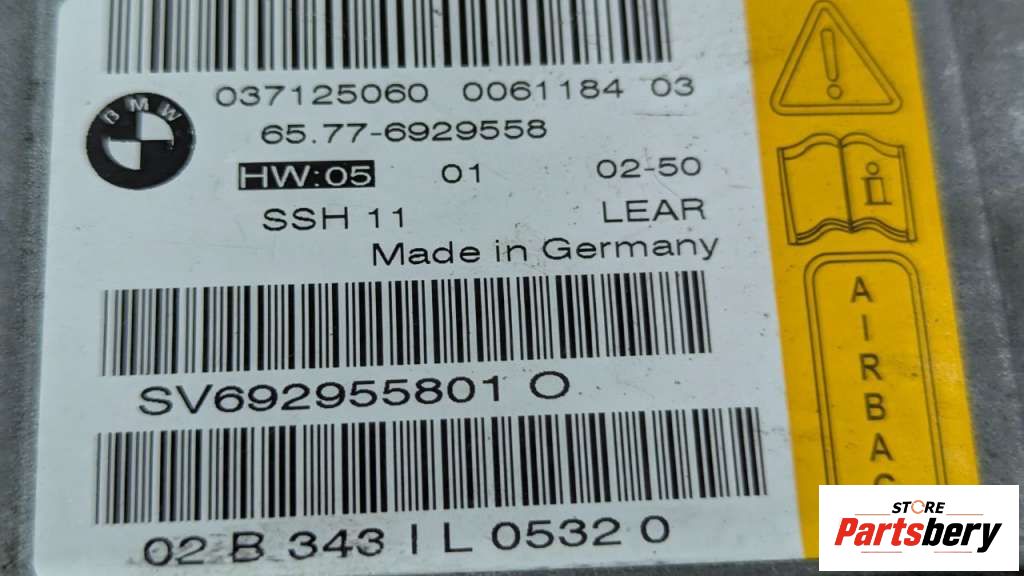 037125060 0061184 03
BMW
65.77-6929558
HW:05 01 02-50
SSH 11 LEAR
Made in Germany
SV692955801 0
02 B 343 I L 0532 0
i
AIRBAG
STORE
Partsbery